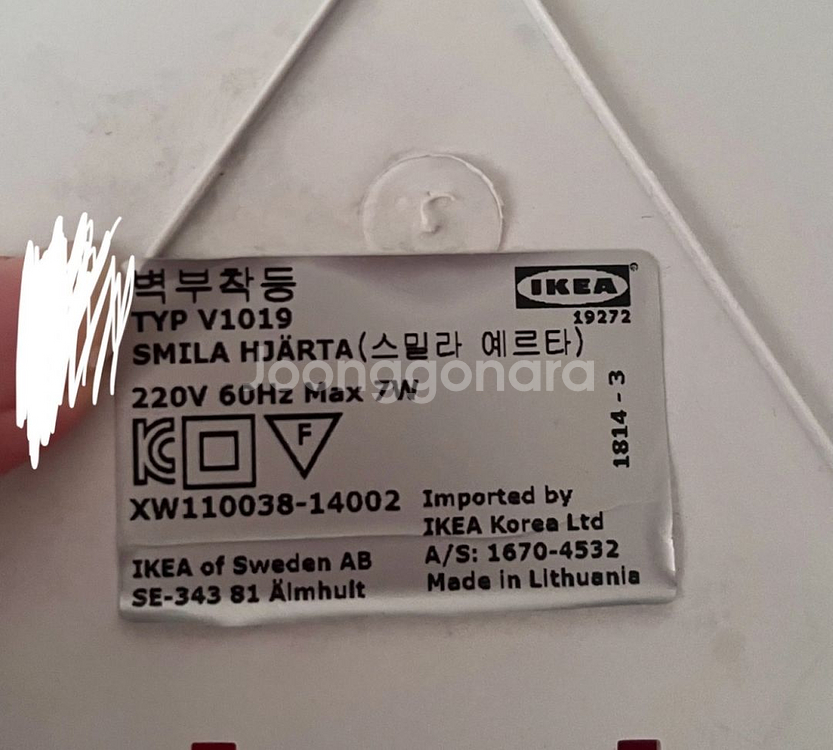 벽부착등
IKEA
TYP V1019
19272
SMILA HJÄRTA(스밀라 예르타)
Joonggonara
220V 60Hz Max 7W
1814-3
F
XW110038-14002
Imported by
IKEA Korea Ltd
A/S: 1670-4532
Made in Lithuania
IKEA of Sweden AB
SE-343 81 Älmhult